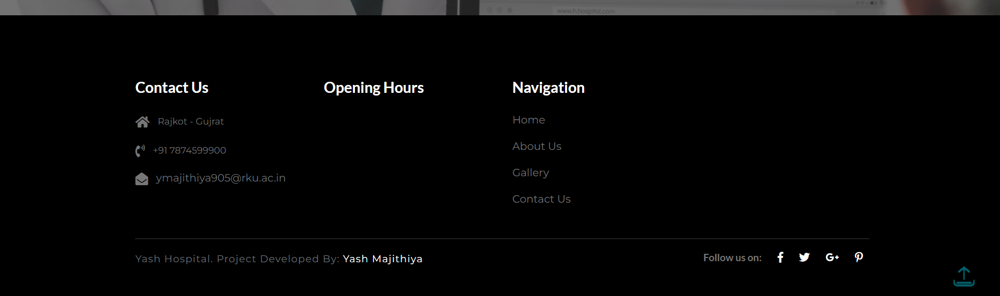 www.h.hospital.com
Contact Us
Rajkot - Gujrat
+91 7874599900
ymajithiya905@rku.ac.in
Opening Hours
Navigation
Home
About Us
Gallery
Contact Us
Yash Hospital. Project Developed By: Yash Majithiya
Follow us on: